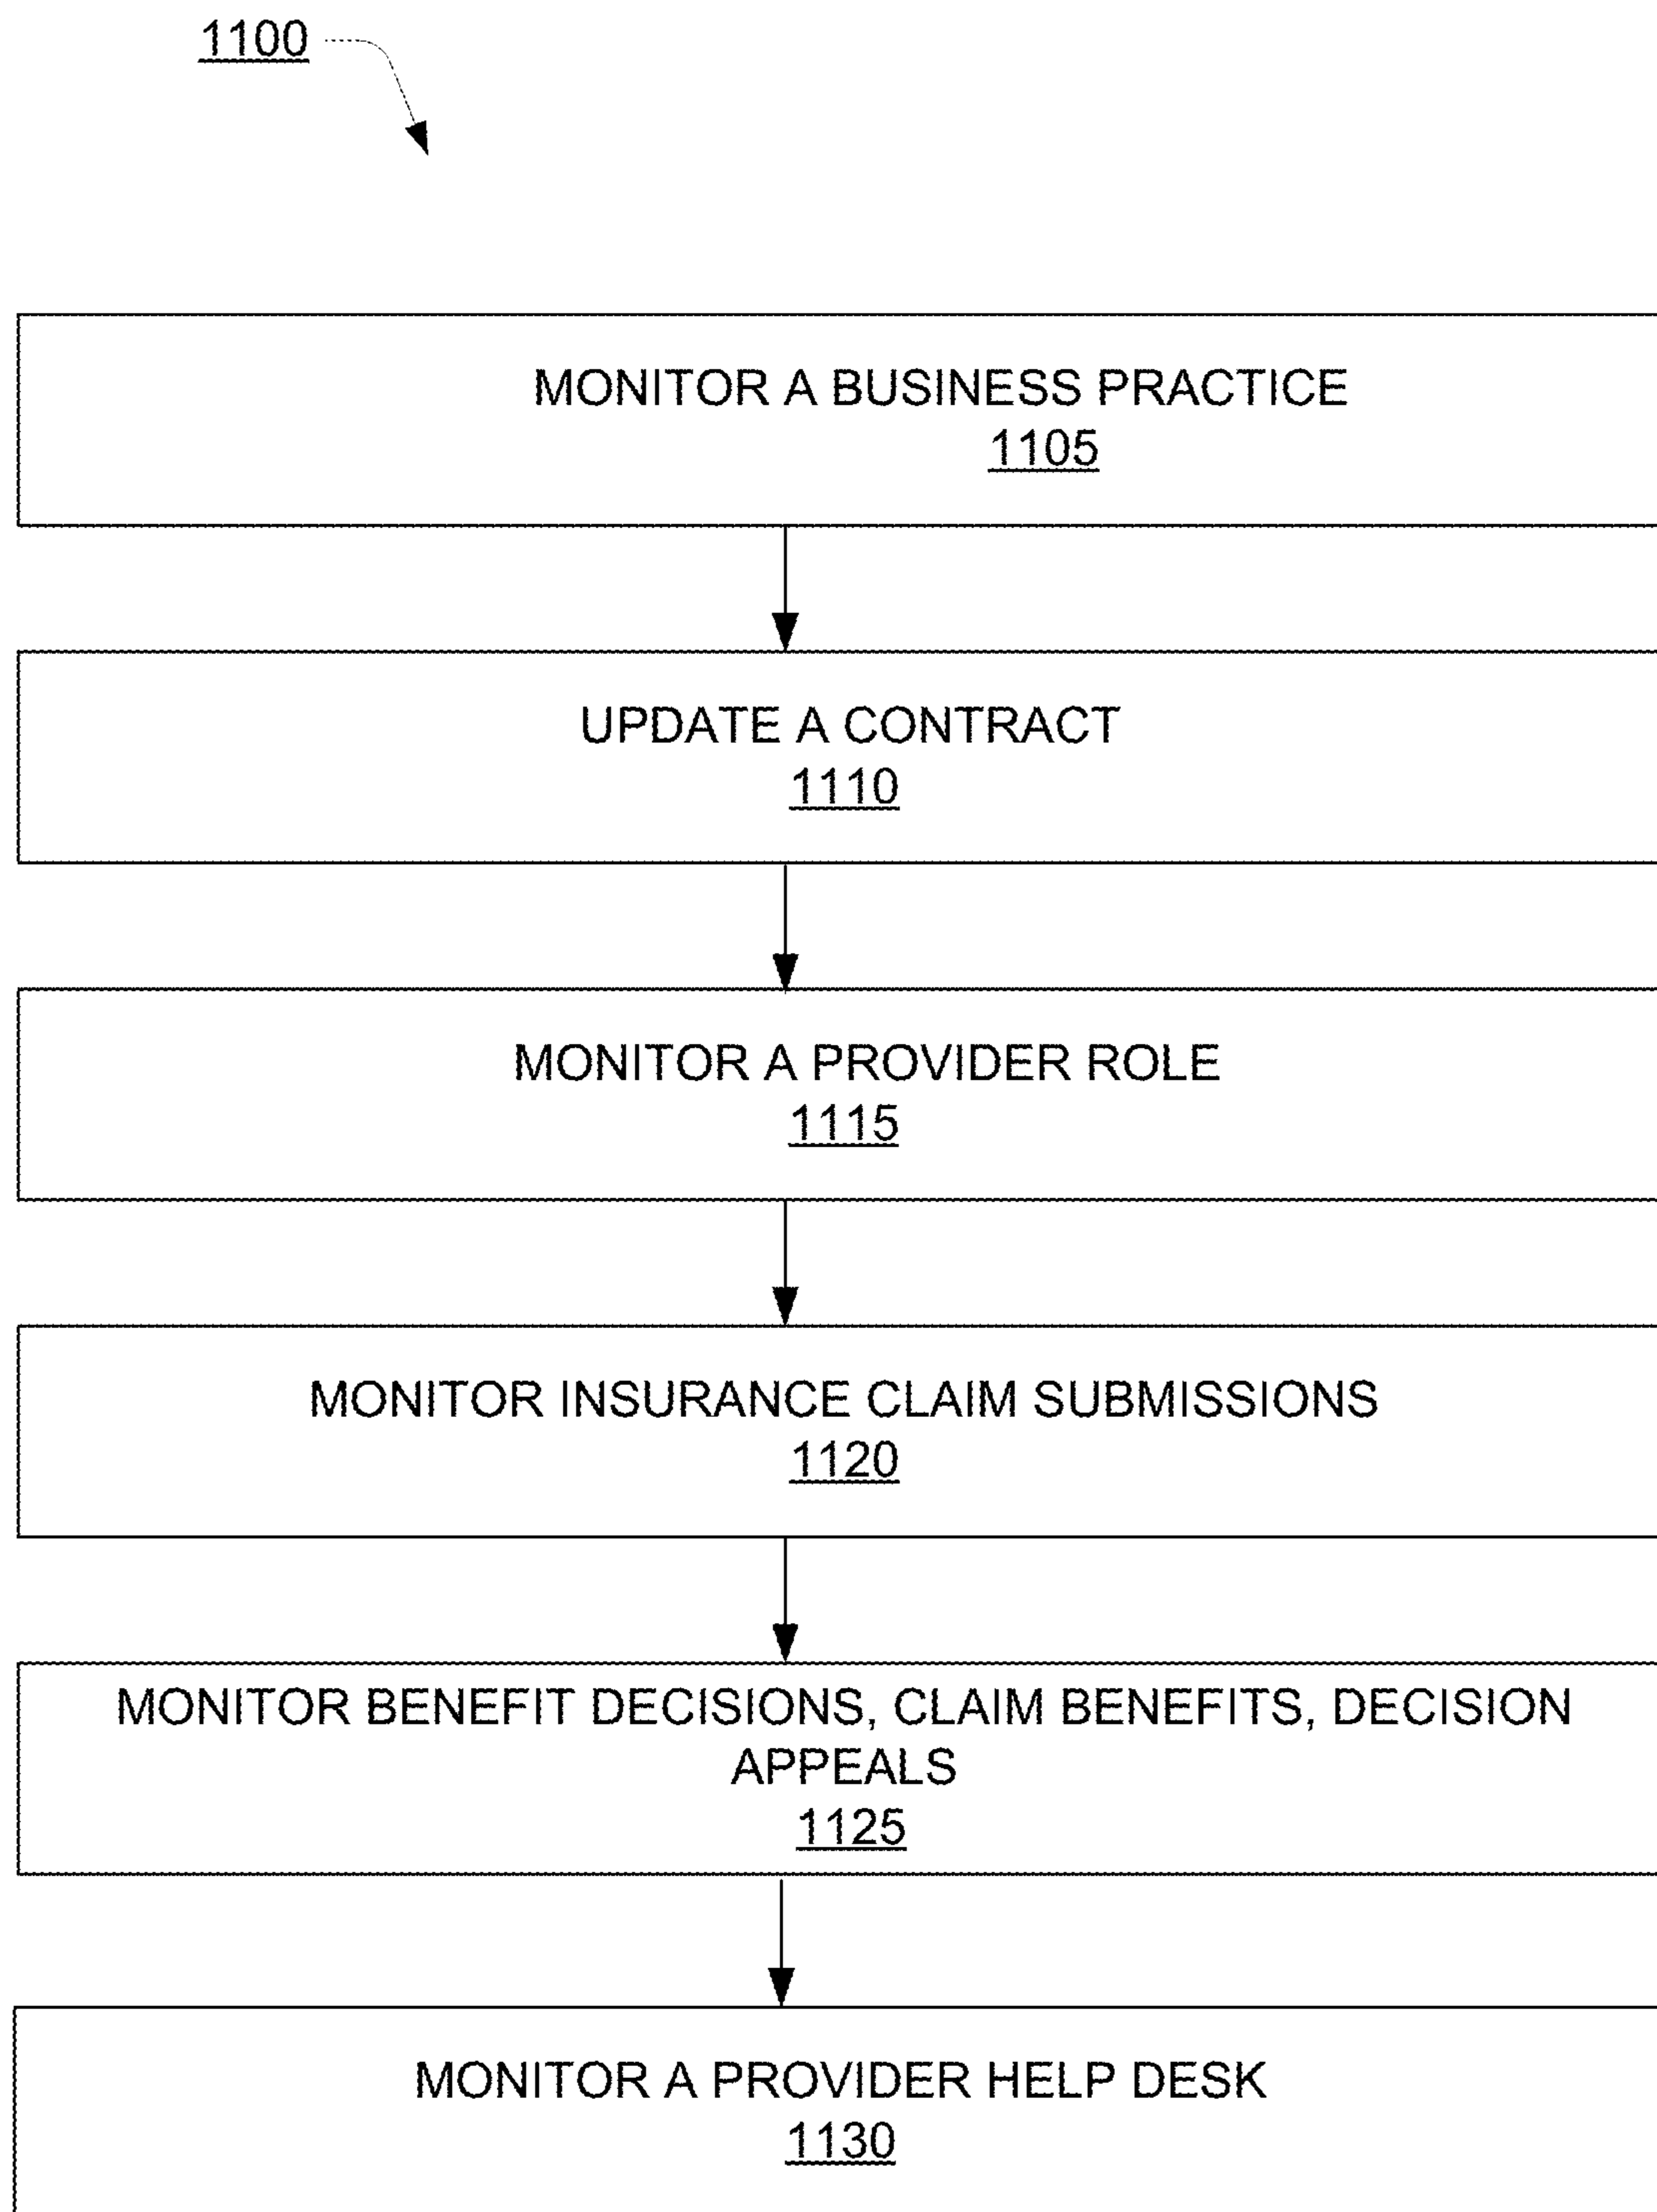 1100
MONITOR A BUSINESS PRACTICE
1105
UPDATE A CONTRACT
1110
MONITOR A PROVIDER ROLE
1115
MONITOR INSURANCE CLAIM SUBMISSIONS
1120
MONITOR BENEFIT DECISIONS, CLAIM BENEFITS, DECISION
APPEALS
1125
MONITOR A PROVIDER HELP DESK
1130